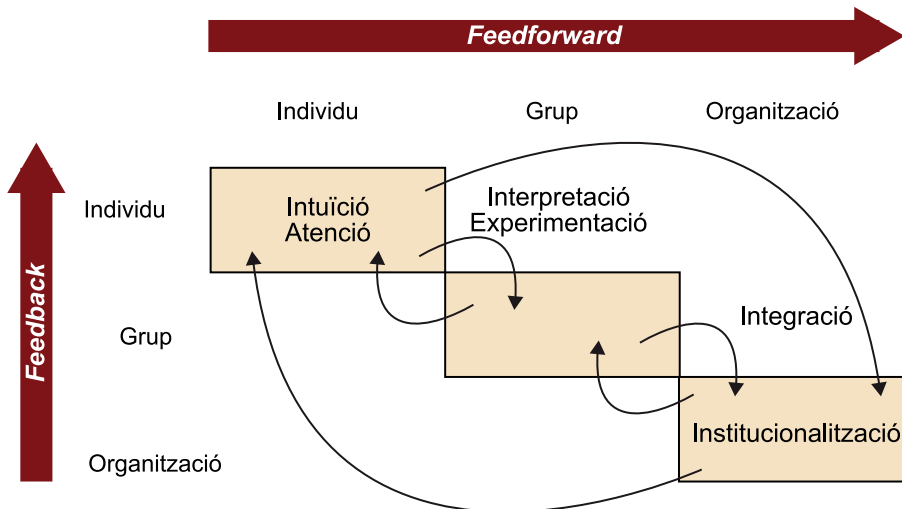 Feedforward
Individu
Grup
Organització
Individu
Intuïció
Atenció
Interpretació
Experimentació
Feedback
Grup
Integració
Organització
Institucionalització